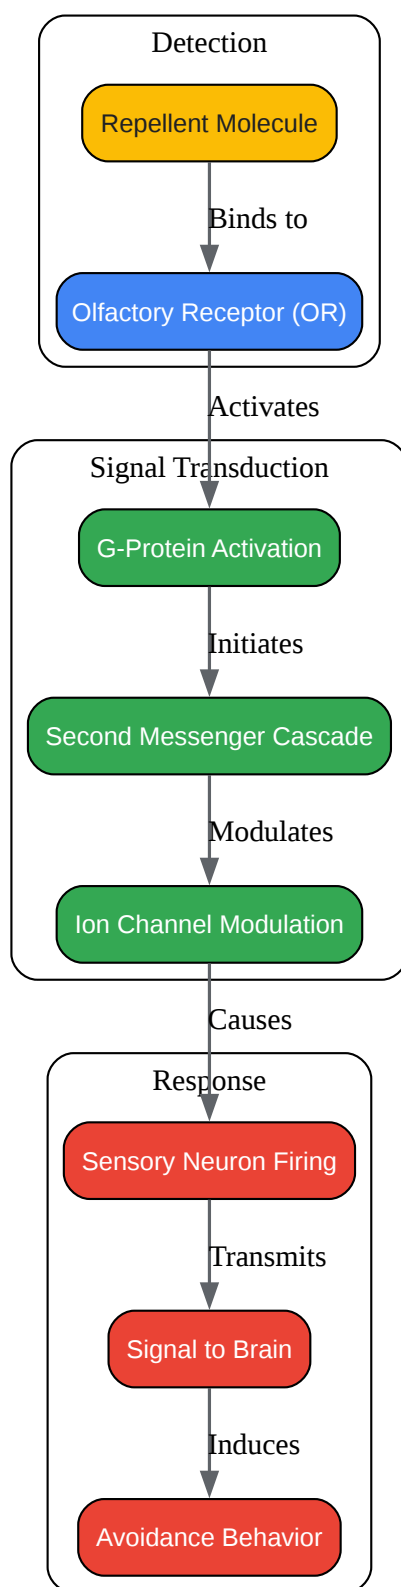 Detection
Repellent Molecule
Binds to
Olfactory Receptor (OR)
Activates
Signal Transduction
G-Protein Activation
Initiates
Second Messenger Cascade
Modulates
Ion Channel Modulation
Causes
Response
Sensory Neuron Firing
Transmits
Signal to Brain
Induces
Avoidance Behavior